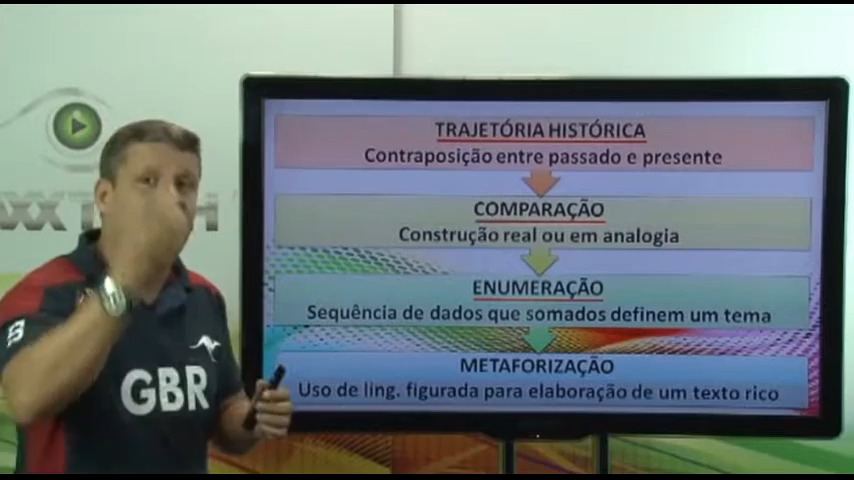 TRAJETÓRIA HISTÓRICA
Contraposição entre passado e presente
COMPARAÇÃO
Construção real ou em analogia
ENUMERAÇÃO
Sequência de dados que somados definem um tema
METAFORIZAÇÃO
Uso de ling. figurada para elaboração de um texto rico
GBR